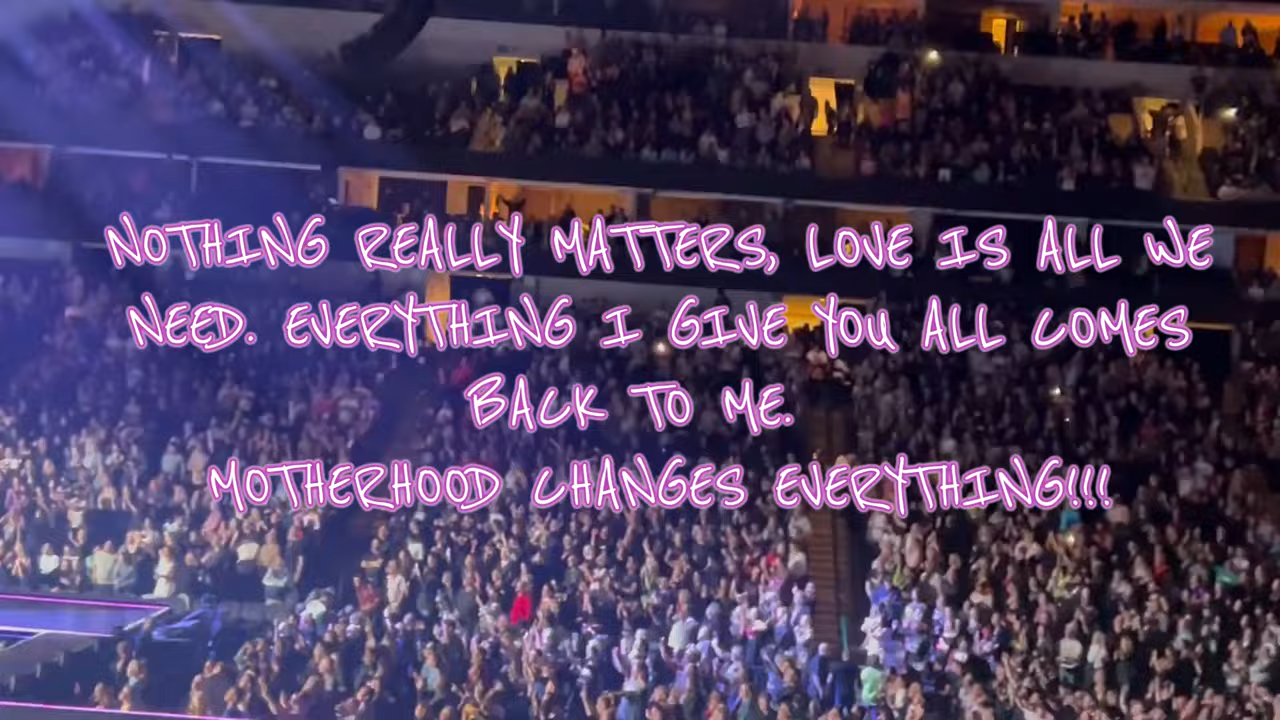 NOTHING REALLY MATTERS, LOVE IS ALL WE
NEED. EVERYTHING I GIVE YOU ALL COMES
BACK TO ME.
MOTHERHOOD CHANGES EVERYTHING!!!